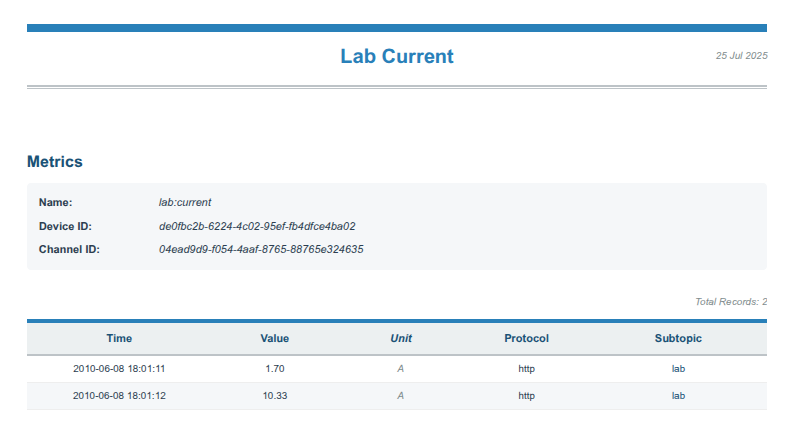 Lab Current
25 Jul 2025
Metrics
Name: lab:current
Device ID: de0fbc2b-6224-4c02-95ef-fb4dfce4ba02
Channel ID: 04ead9d9-f054-4aaf-8765-88765e324635
Total Records: 2
Time Value Unit Protocol Subtopic
2010-06-08 18:01:11 1.70 A http lab
2010-06-08 18:01:12 10.33 A http lab